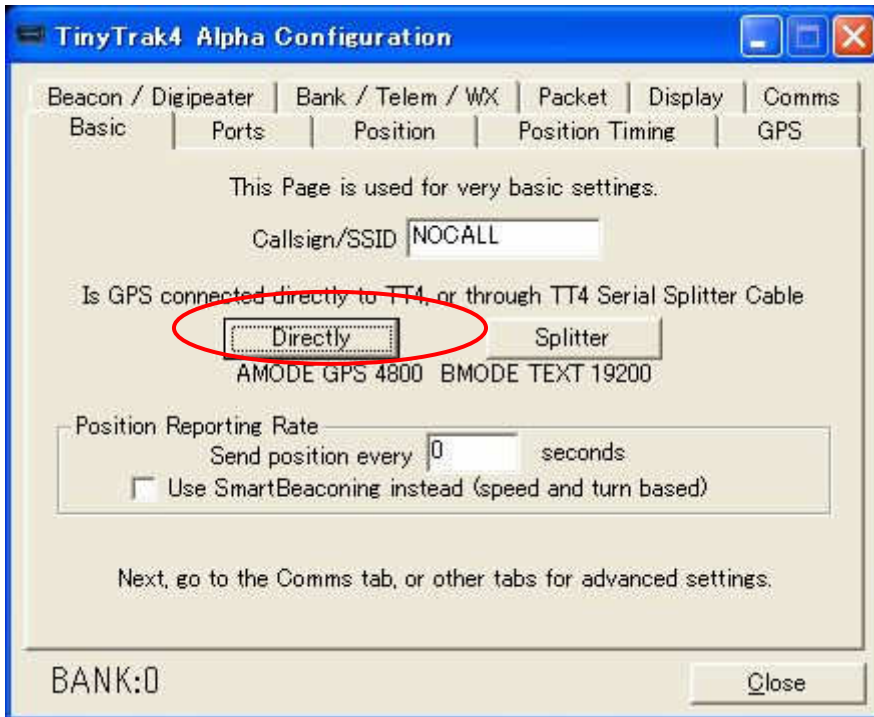 TinyTrak4 Alpha Configuration
Beacon / Digipeater Bank / Telem / WX Packet Display Comms
Basic Ports Position Position Timing GPS
This Page is used for very basic settings.
Callsign/SSID NOCALL
Is GPS connected directly to TT4, or through TT4 Serial Splitter Cable
Directly Splitter
AMODE GPS 4800 BMODE TEXT 19200
Position Reporting Rate
Send position every 0 seconds
Use SmartBeaconing instead (speed and turn based)
Next, go to the Comms tab, or other tabs for advanced settings.
BANK:0 Close